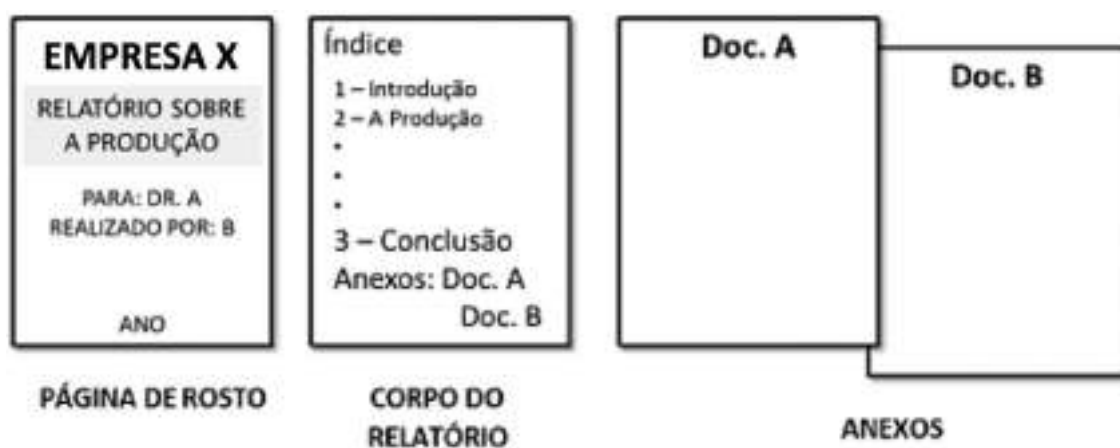 EMPRESA X
RELATÓRIO SOBRE
A PRODUÇÃO
PARA: DR. A
REALIZADO POR: B
ANO
PÁGINA DE ROSTO
Índice
1 – Introdução
2 – A Produção
•
•
•
3 – Conclusão
Anexos: Doc. A
Doc. B
CORPO DO
RELATÓRIO
Doc. A
Doc. B
ANEXOS